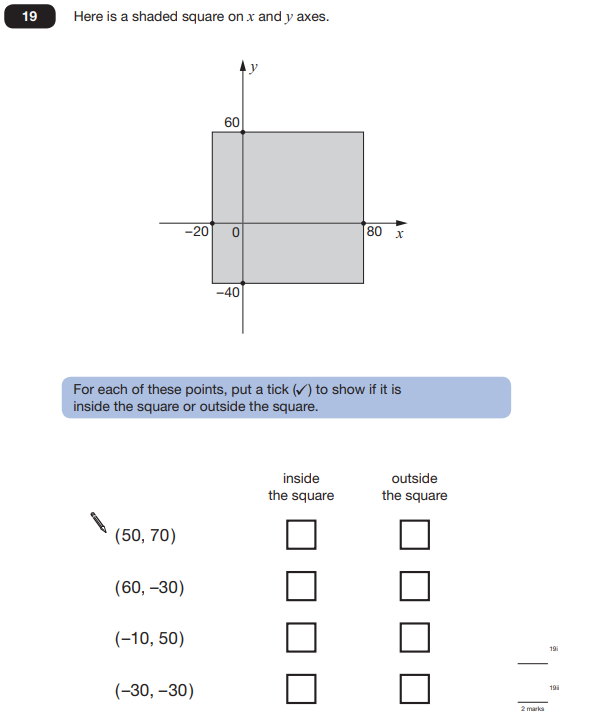 19 Here is a shaded square on x and y axes.
y
60
−20 0 80 x
−40
For each of these points, put a tick (✓) to show if it is
inside the square or outside the square.
inside outside
the square the square
(50, 70)
(60, −30)
(−10, 50)
19i
(−30, −30)
19ii
2 marks